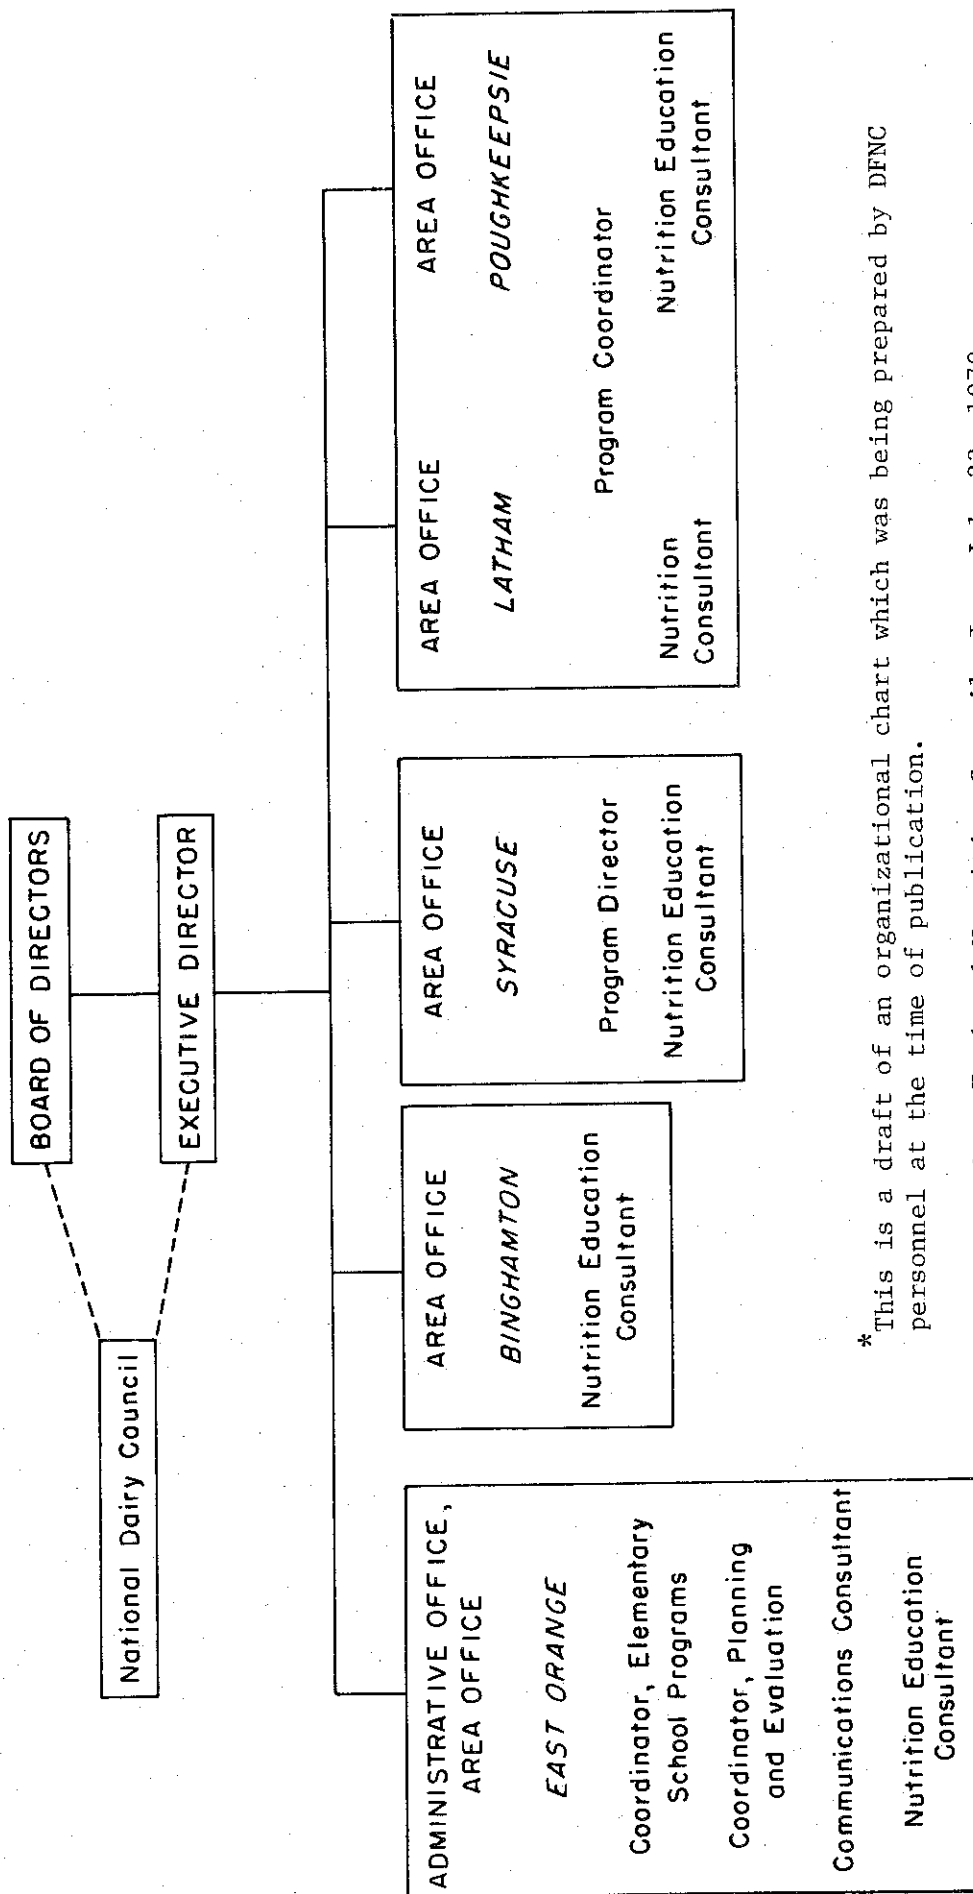 BOARD OF DIRECTORS
National Dairy Council
EXECUTIVE DIRECTOR
ADMINISTRATIVE OFFICE,
AREA OFFICE
EAST ORANGE
Coordinator, Elementary
School Programs
Coordinator, Planning
and Evaluation
Communications Consultant
Nutrition Education
Consultant
AREA OFFICE
BINGHAMTON
Nutrition Education
Consultant
AREA OFFICE
SYRACUSE
Program Director
Nutrition Education
Consultant
AREA OFFICE
LATHAM
AREA OFFICE
POUGHKEEPSIE
Program Coordinator
Nutrition
Consultant
Nutrition Education
Consultant
*This is a draft of an organizational chart which was being prepared by DFNC
personnel at the time of publication.